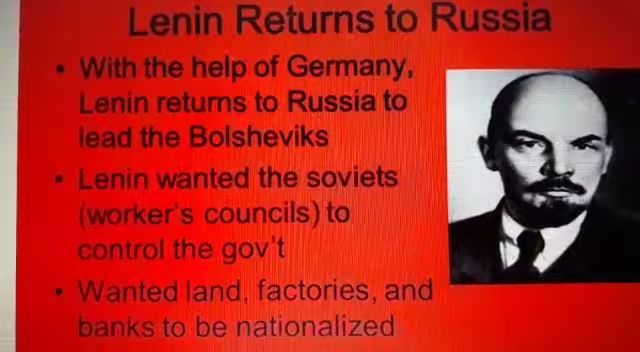 Lenin Returns to Russia
• With the help of Germany,
Lenin returns to Russia to
lead the Bolsheviks
• Lenin wanted the soviets
(worker's councils) to
control the gov't
• Wanted land, factories, and
banks to be nationalized